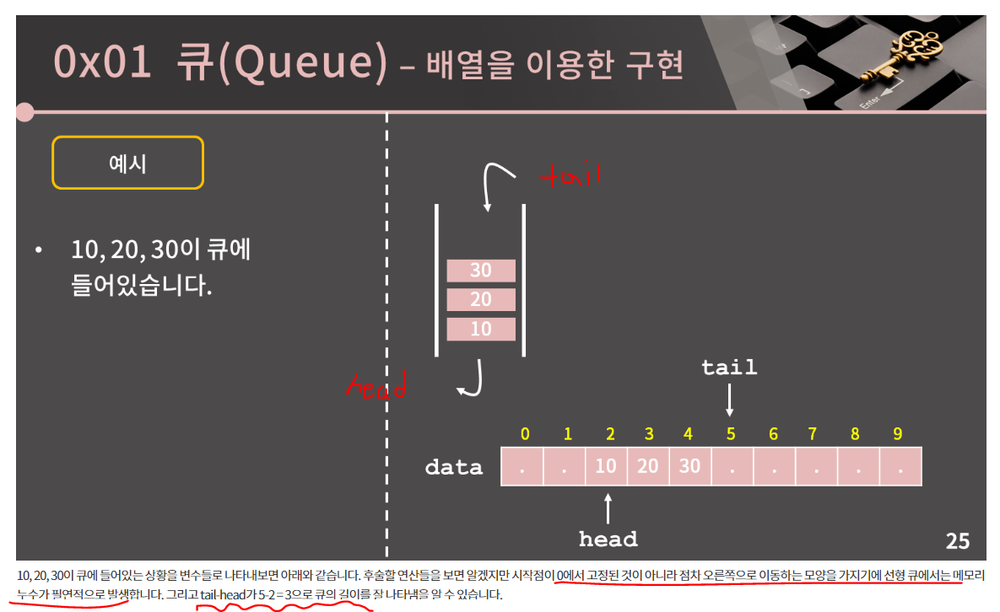 0x01 큐(Queue) – 배열을 이용한 구현
Enter
예시
• 10, 20, 30이 큐에
들어있습니다.
tail
30
20
10
head
tail
0 1 2 3 4 5 6 7 8 9
data . . 10 20 30 . . . . .
head
25
10, 20, 30이 큐에 들어있는 상황을 변수들로 나타내보면 아래와 같습니다. 후술할 연산들을 보면 알겠지만 시작점이 0에서 고정된 것이 아니라 점차 오른쪽으로 이동하는 모양을 가지기에 선형 큐에서는 메모리
누수가 필연적으로 발생합니다. 그리고 tail-head가 5-2 = 3으로 큐의 길이를 잘 나타냄을 알 수 있습니다.